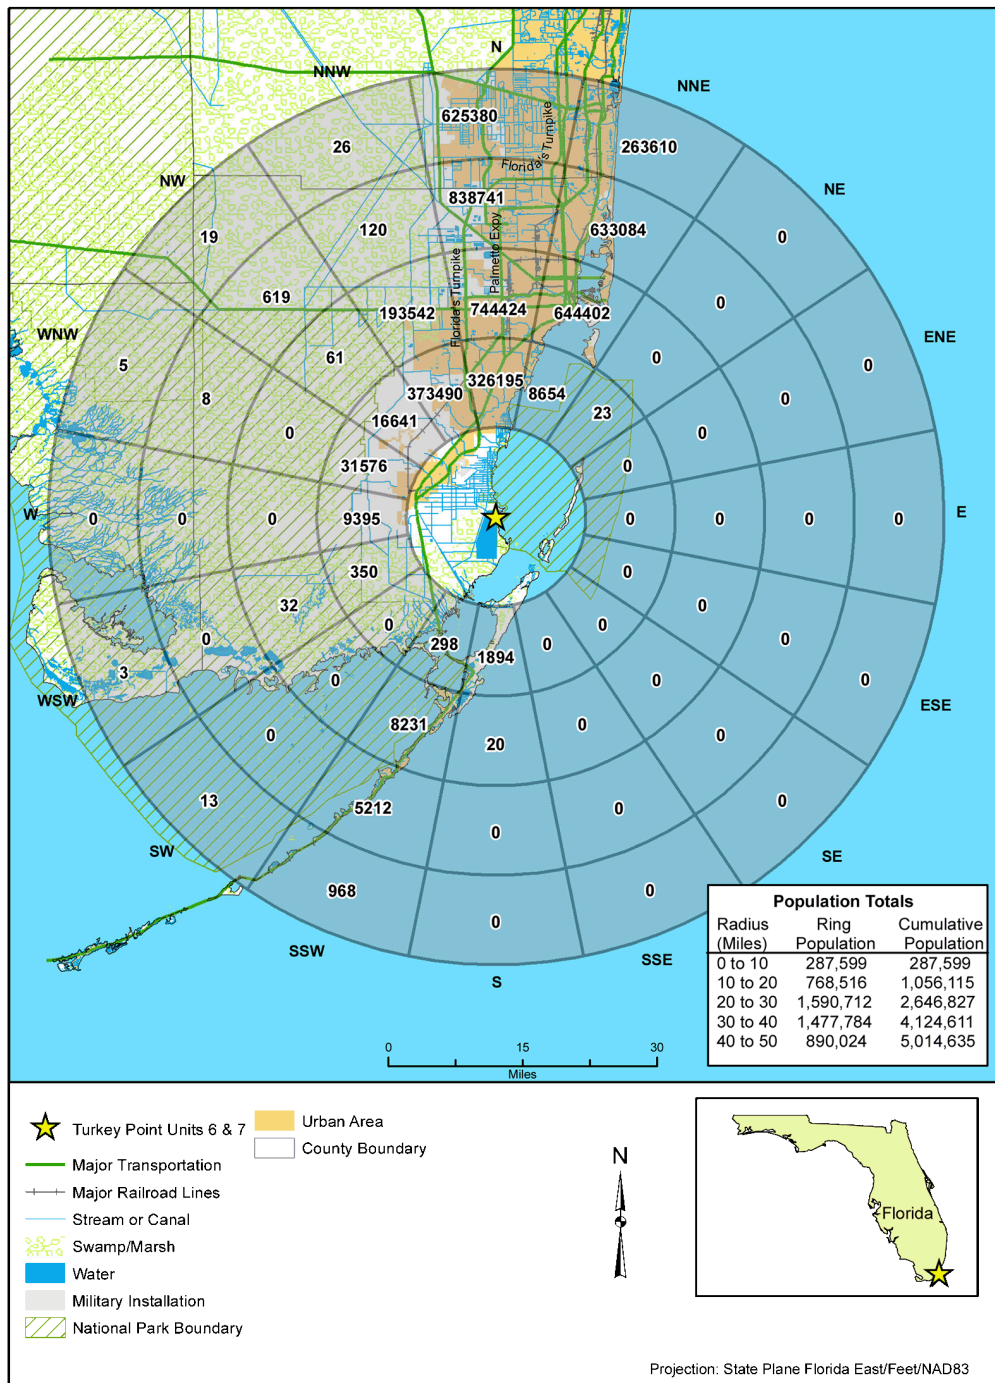 N
NNW
NNE
625380
26
263610
Florida's Turnpike
NW
NE
838741
19
120
Palmetto Expy
633084
0
619
0
193542
Florida's Turnpike
744424
644402
WNW
ENE
5
61
0
0
326195
8
373490
8654
0
16641
23
0
0
31576
0
W
0
0
0
9395
0
0
0
0
E
350
0
32
0
0
0
0
0
298
0
0
3
1894
WSW
0
0
0
ESE
8231
0
0
0
20
13
5212
0
0
0
SW
SE
968
0
0
SSW
SSE
S
Population Totals
Radius (Miles) Ring Population Cumulative Population
0 to 10 287,599 287,599
10 to 20 768,516 1,056,115
20 to 30 1,590,712 2,646,827
30 to 40 1,477,784 4,124,611
40 to 50 890,024 5,014,635
0 15 30
Miles
Turkey Point Units 6 & 7
Major Transportation
Major Railroad Lines
Stream or Canal
Swamp/Marsh
Water
Military Installation
National Park Boundary
Urban Area
County Boundary
N
Florida
Projection: State Plane Florida East/Feet/NAD83